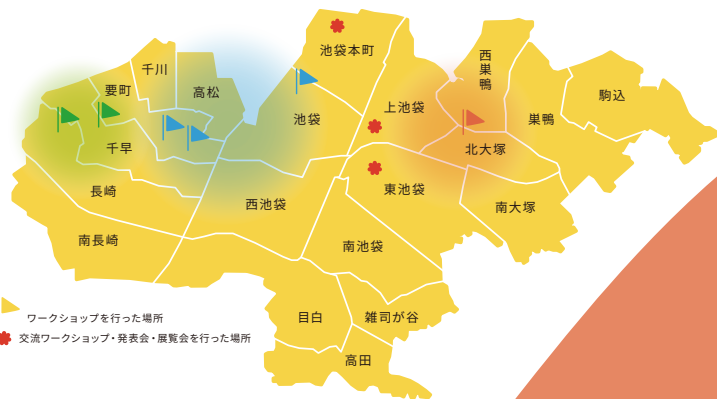 池袋本町
西巣鴨
千川
要町
高松
駒込
上池袋
池袋
巣鴨
千早
北大塚
長崎
東池袋
西池袋
南大塚
南長崎
南池袋
目白
雑司が谷
ワークショップを行った場所
交流ワークショップ・発表会・展覧会を行った場所
高田